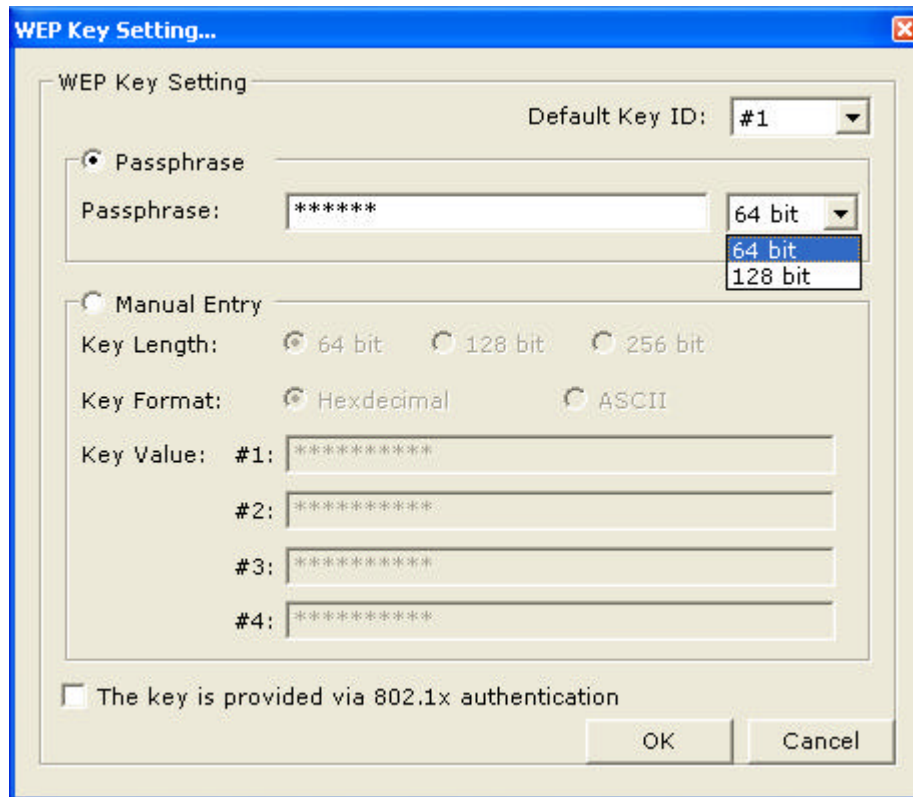 WEP Key Setting...
WEP Key Setting
Default Key ID: #1
Passphrase
Passphrase: ****** 64 bit
64 bit
128 bit
Manual Entry
Key Length: 64 bit 128 bit 256 bit
Key Format: Hexdecimal ASCII
Key Value: #1: **********
#2: **********
#3: **********
#4: **********
The key is provided via 802.1x authentication
OK Cancel